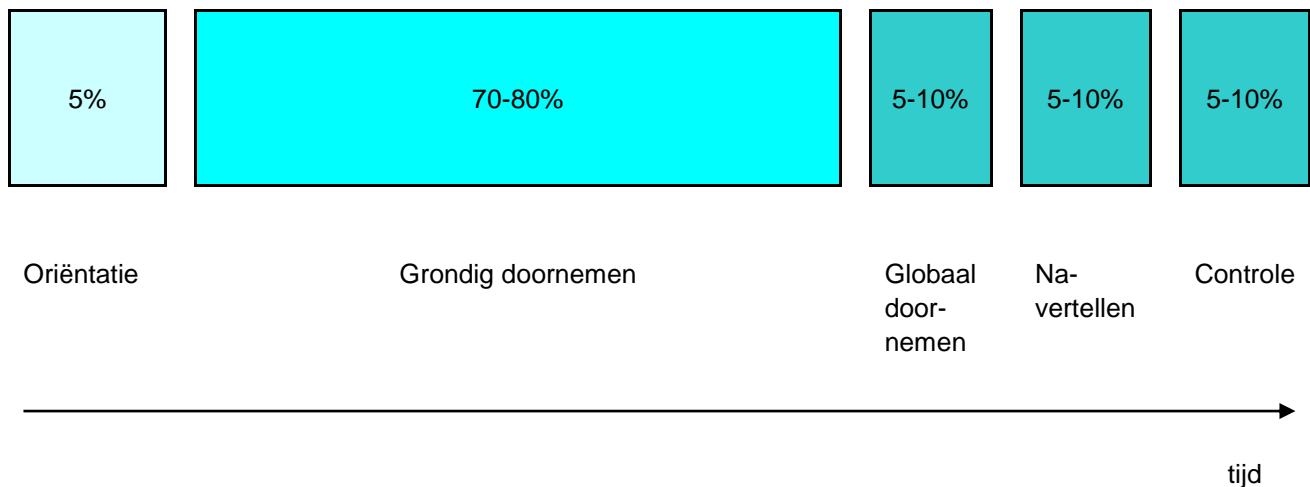 5%
70-80%
5-10%
5-10%
5-10%
Oriëntatie
Grondig doornemen
Globaal
door-
nemen
Na-
vertellen
Controle
tijd